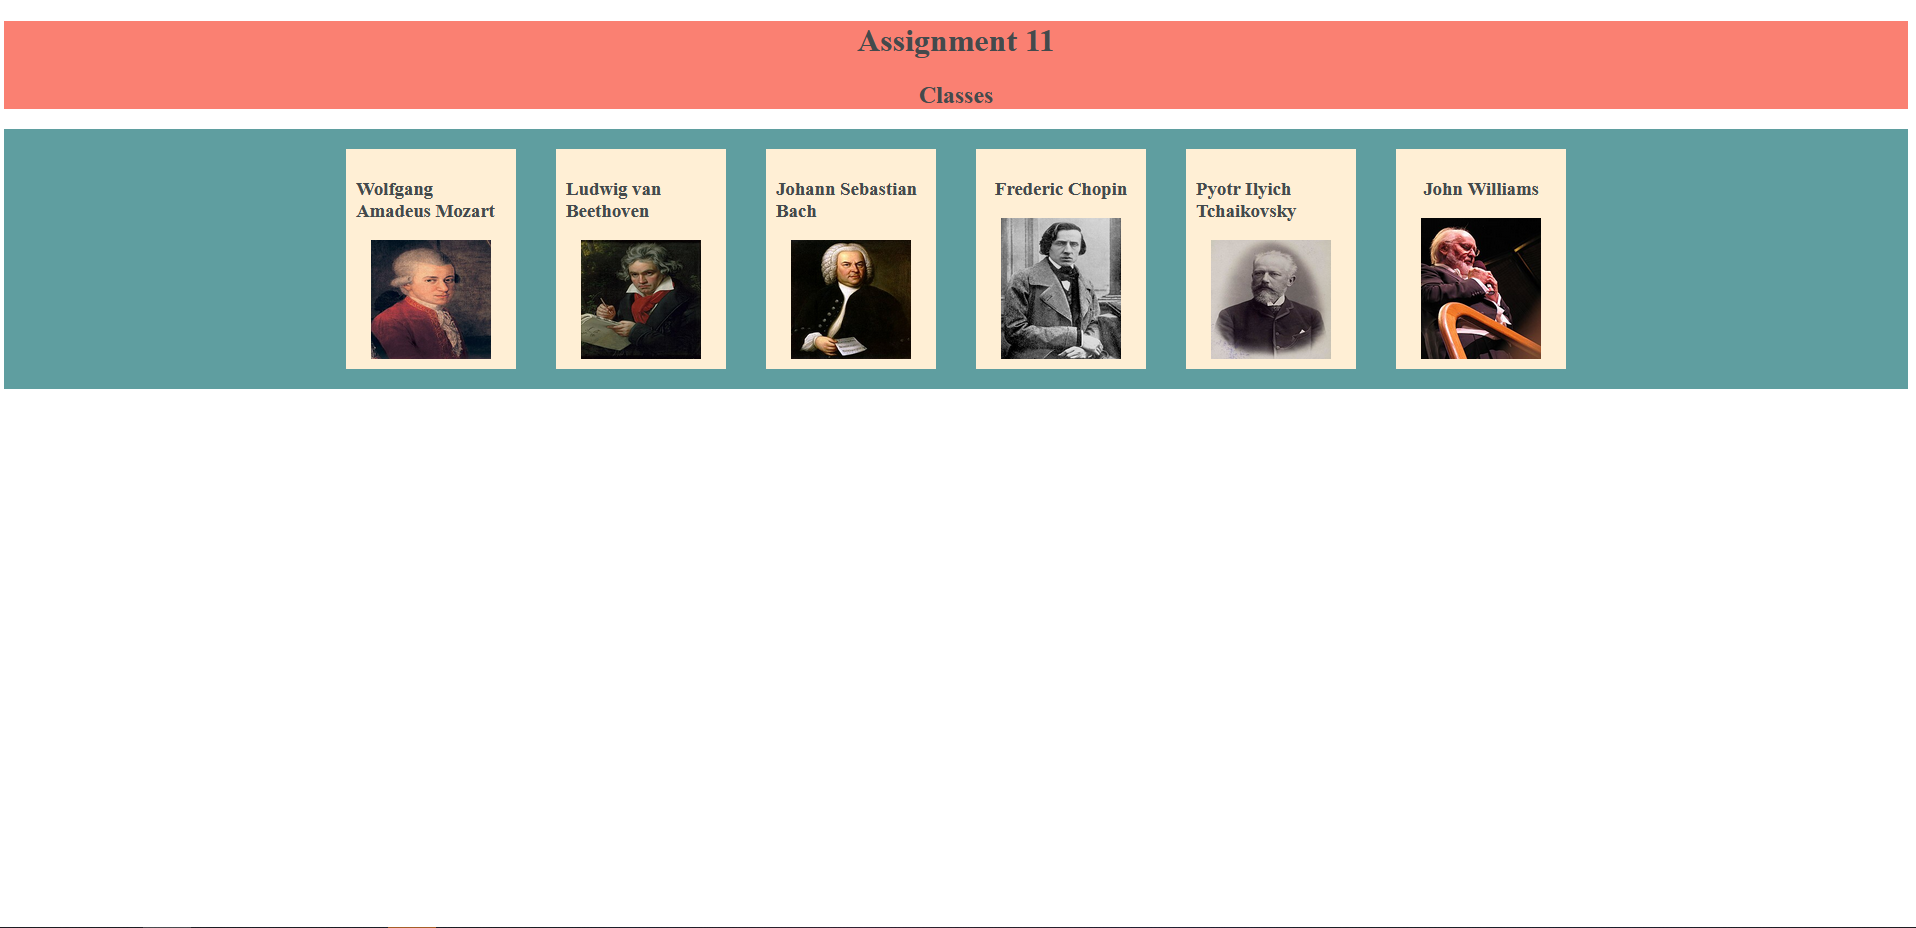 Assignment 11
Classes
Wolfgang
Amadeus Mozart
Ludwig van
Beethoven
Johann Sebastian
Bach
Frederic Chopin
Pyotr Ilyich
Tchaikovsky
John Williams